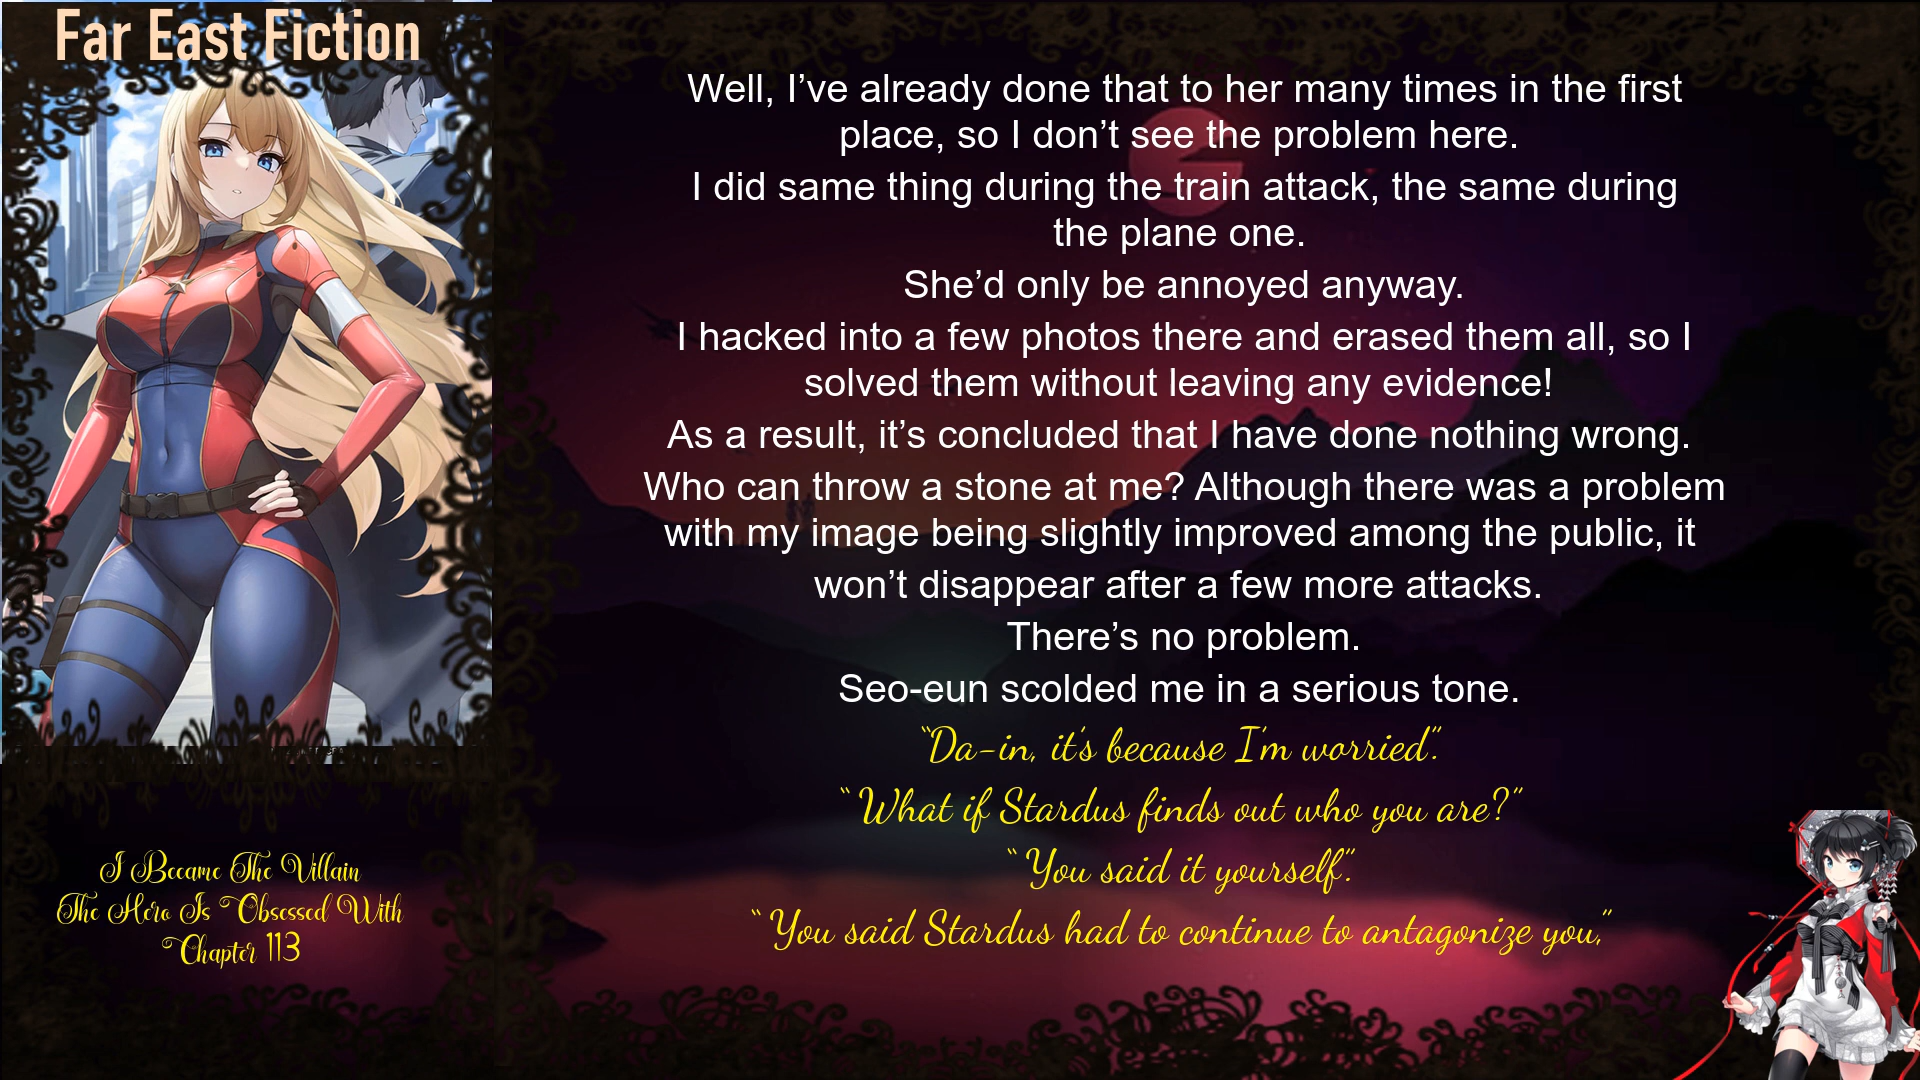 Far East Fiction
Well, I’ve already done that to her many times in the first
place, so I don’t see the problem here.
I did same thing during the train attack, the same during
the plane one.
She’d only be annoyed anyway.
I hacked into a few photos there and erased them all, so I
solved them without leaving any evidence!
As a result, it’s concluded that I have done nothing wrong.
Who can throw a stone at me? Although there was a problem
with my image being slightly improved among the public, it
won’t disappear after a few more attacks.
There’s no problem.
Seo-eun scolded me in a serious tone.
“Da-in, it’s because I’m worried”.
“What if Stardus finds out who you are?”
“You said it yourself”.
“You said Stardus had to continue to antagonize you,”
I Became The Villain
The Hero Is Obsessed With
Chapter 113